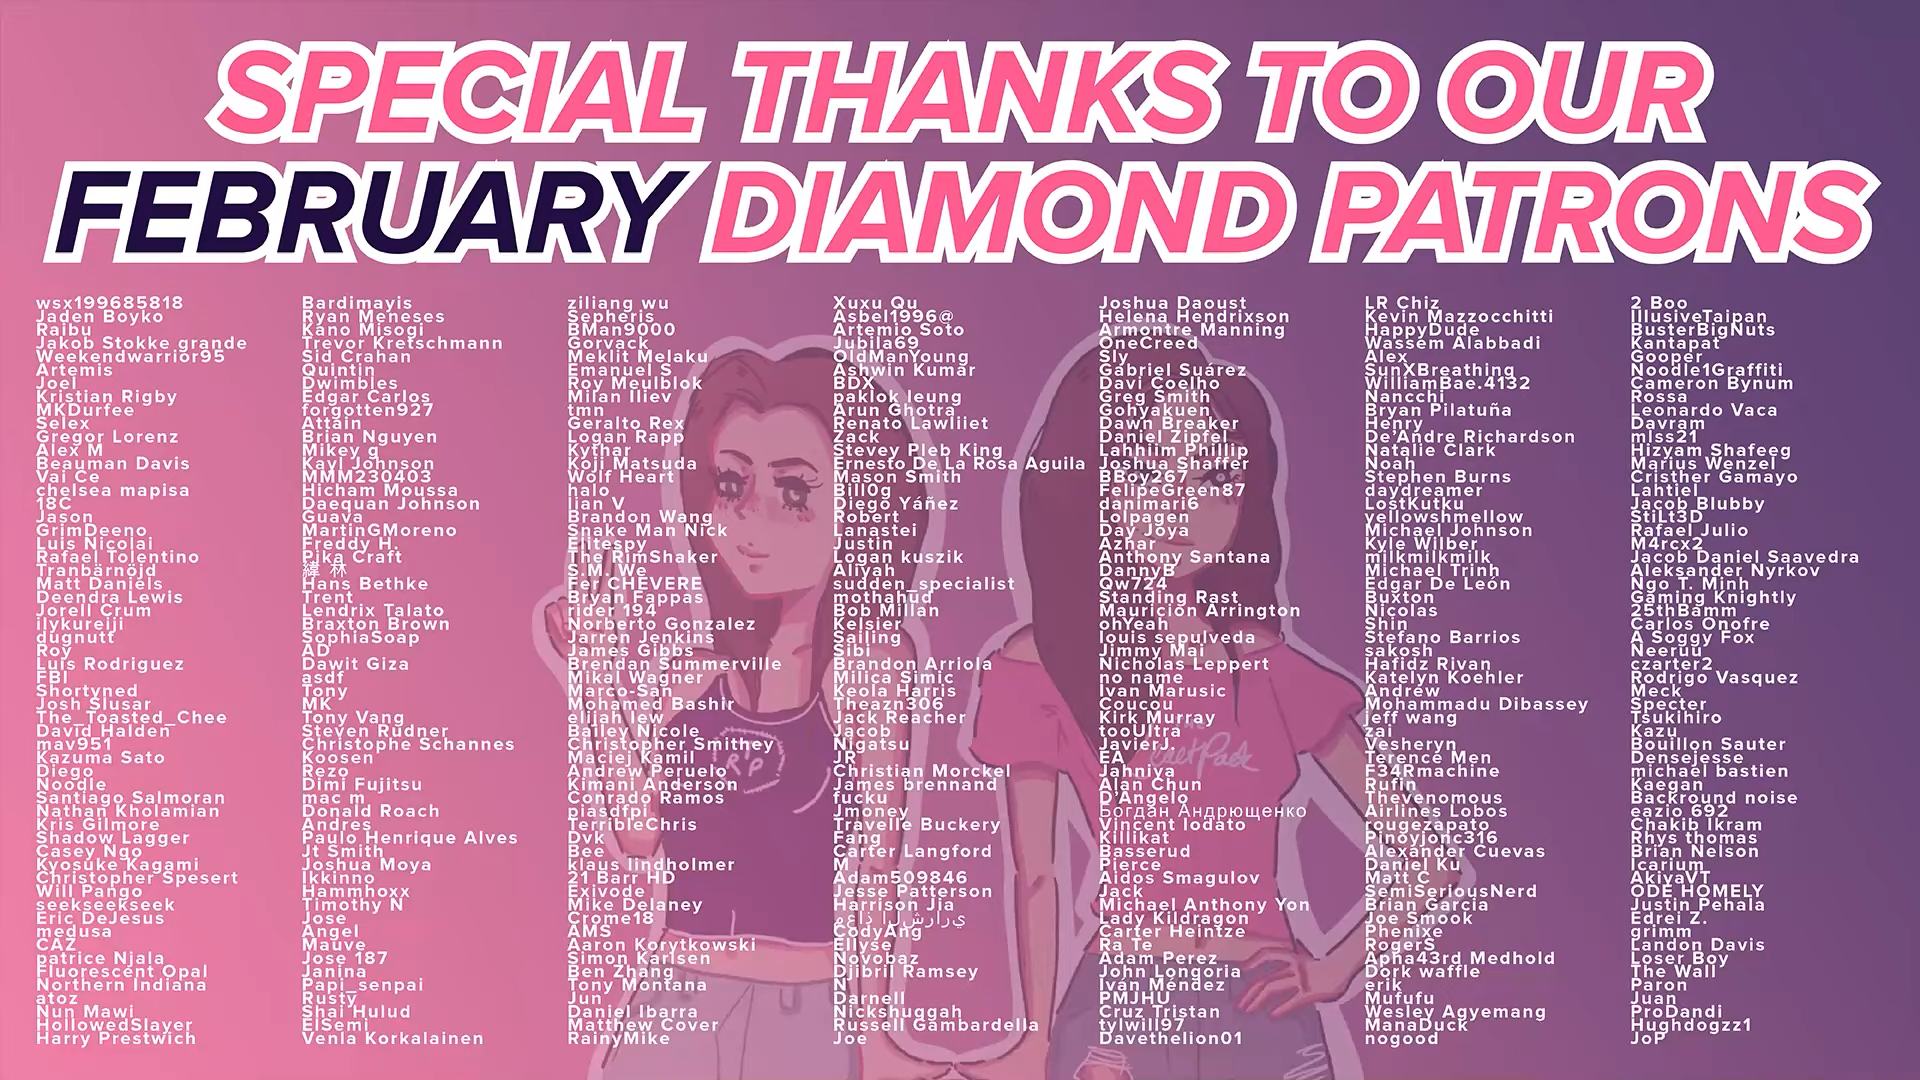 SPECIAL THANKS TO OUR
FEBRUARY DIAMOND PATRONS
wsx199685818
Jaden Boyko
Raibu
Jakob Stokke grande
Weekendwarrior95
Artemis
Joel
Kristian Rigby
MKDurfee
Selex
Gregor Lorenz
Alex M
Beauman Davis
Vai Ce
chelsea mapisa
18C
Jason
GrimDeeno
Luis Nicolai
Rafael Tolentino
Tranbärnöjd
Matt Daniels
Deendra Lewis
Jorell Crum
ilykureiji
dugnutt
Roy
Luis Rodriguez
FBI
Shortyned
Josh Slusar
The_Toasted_Chee
David Halden
mav951
Kazuma Sato
Diego
Noodle
Santiago Salmoran
Nathan Kholamian
Kris Gilmore
Shadow Lagger
Casey Ngo
Kyosuke Kagami
Christopher Spesert
Will Pango
seekseekseek
Eric DeJesus
medusa
CAZ
patrice Njala
Fluorescent Opal
Northern Indiana
atoz
Nun Mawi
HollowedSlayer
Harry Prestwich
Bardimayis
Ryan Meneses
Kano Misogi
Trevor Kretschmann
Sid Crahan
Quintin
Dwimbles
Edgar Carlos
forgotten927
Attain
Brian Nguyen
Mikey g
Kayl Johnson
MMM230403
Hicham Moussa
Daequan Johnson
Guava
MartinGMoreno
Freddy H.
Pika Craft
緯 林
Hans Bethke
Trent
Lendrix Talato
Braxton Brown
SophiaSoap
AD
Dawit Giza
asdf
Tony
MK
Tony Vang
Steven Rudner
Christophe Schannes
Koosen
Rezo
Dimi Fujitsu
mac m
Donald Roach
Andres
Paulo Henrique Alves
Jt Smith
Joshua Moya
Ikkinno
Hammhoxx
Timothy N
Jose
Angel
Mauve
Jose 187
Janina
Papi_senpai
Rusty
Shai Hulud
ElSemi
Venla Korkalainen
ziliang wu
Sepheris
BMan9000
Gorvack
Meklit Melaku
Emanuel S
Roy Meulblok
Milan Iliev
tmn
Geralto Rex
Logan Rapp
Kythar
Koji Matsuda
Wolf Heart
halo
lian V
Brandon Wang
Snake Man Nick
Elitespy
The RimShaker
S.M. We
Fer CHEVERE
Bryan Fappas
rider 194
Norberto Gonzalez
Jarren Jenkins
James Gibbs
Brendan Summerville
Mikal Wagner
Marco-San
Mohamed Bashir
elijah lew
Bailey Nicole
Christopher Smithey
Maciej Kamil
Andrew Peruelo
Kimani Anderson
Conrado Ramos
piasdfpi
TerribleChris
Dvk
Bee
klaus lindholmer
21 Barr HD
Exivode
Mike Delaney
Crome18
AMS
Aaron Korytkowski
Simon Karlsen
Ben Zhang
Tony Montana
Jun
Daniel Ibarra
Matthew Cover
RainyMike
Xuxu Qu
Asbel1996@
Artemio Soto
Jubila69
OldManYoung
Ashwin Kumar
BDX
paklok leung
Arun Ghotra
Renato Lawliiet
Zack
Stevey Pleb King
Ernesto De La Rosa Aguila
Mason Smith
Bill0g
Diego Yáñez
Robert
Lanastei
Justin
Logan kuszik
Aliyah
sudden_specialist
mothahud
Bob Millan
Kelsier
Sailing
Sibi
Brandon Arriola
Milica Simic
Keola Harris
Theazn306
Jack Reacher
Jacob
Nigatsu
JR
Christian Morckel
James brennand
fucku
Jmoney
Travelle Buckery
Fang
Carter Langford
M
Adam509846
Jesse Patterson
Harrison Jia
معاذ الشراري
CodyAng
Ellyse
Novobaz
Djibril Ramsey
N
Darnell
Nickshuggah
Russell Gambardella
Joe
Joshua Daoust
Helena Hendrixson
Armontre Manning
OneCreed
Sly
Gabriel Suárez
Davi Coelho
Greg Smith
Gohyakuen
Dawn Breaker
Daniel Zipfel
Lahhiim Phillip
Joshua Shaffer
BBoy267
FelipeGreen87
danimari6
Lolpagen
Day Joya
Azhar
Anthony Santana
DannyB
Qw724
Standing Rast
Mauricion Arrington
ohYeah
louis sepulveda
Jimmy Mai
Nicholas Leppert
no name
Ivan Marusic
Coucou
Kirk Murray
tooUltra
JavierJ.
EA
Jahniya
Alan Chun
D'Angelo
Богдан Андрющенко
Vincent Iodato
Killikat
Basserud
Pierce
Aidos Smagulov
Jack
Michael Anthony Yon
Lady Kildragon
Carter Heintze
Ra Te
Adam Perez
John Longoria
Iván Méndez
PMJHU
Cruz Tristan
tylwill97
Davethelion01
LR Chiz
Kevin Mazzocchitti
HappyDude
Wassem Alabbadi
Alex
SunXBreathing
WilliamBae.4132
Nancchi
Bryan Pilatuña
Henry
De'Andre Richardson
Natalie Clark
Noah
Stephen Burns
daydreamer
LostKutku
yellowshmellow
Michael Johnson
Kyle Wilber
milkmilkmilk
Michael Trinh
Edgar De León
Buxton
Nicolas
Shin
Stefano Barrios
sakosh
Hafidz Rivan
Katelyn Koehler
Andrew
Mohammadu Dibassey
jeff wang
zai
Vesheryn
Terence Men
F34Rmachine
Rufin
Thevenomous
Airlines Lobos
rougezapato
Pinoyjonc316
Alexander Cuevas
Daniel Ku
Matt C
SemiSeriousNerd
Brian Garcia
Joe Smook
Phenixe
RogerS
Apha43rd Medhold
Dork waffle
erik
Mufufu
Wesley Agyemang
ManaDuck
nogood
2 Boo
IllusiveTaipan
BusterBigNuts
Kantapat
Gooper
Noodle1Graffiti
Cameron Bynum
Rossa
Leonardo Vaca
Davram
mlss21
Hizyam Shafeeg
Marius Wenzel
Cristher Gamayo
Lahtiel
Jacob Blubby
StiLt3D
Rafael Julio
M4rcx2
Jacob Daniel Saavedra
Aleksander Nyrkov
Ngo T. Minh
Gaming Knightly
25thBamm
Carlos Onofre
A Soggy Fox
Neeruu
czarter2
Rodrigo Vasquez
Meck
Specter
Tsukihiro
Kazu
Bouillon Sauter
Densejesse
michael bastien
Kaegan
Backround noise
eazio 692
Chakib Ikram
Rhys thomas
Brian Nelson
Icarium
AkivaVT
ODE HOMELY
Justin Pehala
Edrei Z.
grimm
Landon Davis
Loser Boy
The Wall
Paron
Juan
ProDandi
Hughdogzz1
JoP